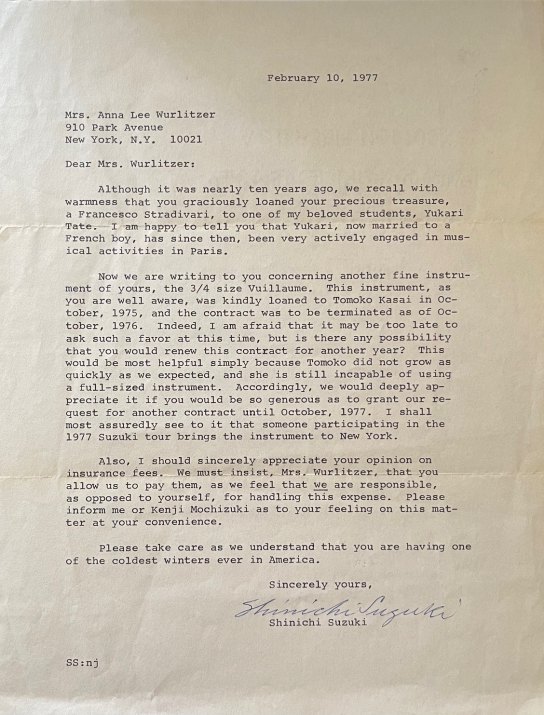 February 10, 1977
Mrs. Anna Lee Wurlitzer
910 Park Avenue
New York, N.Y. 10021
Dear Mrs. Wurlitzer:
Although it was nearly ten years ago, we recall with
warmness that you graciously loaned your precious treasure,
a Francesco Stradivari, to one of my beloved students, Yukari
Tate. I am happy to tell you that Yukari, now married to a
French boy, has since then, been very actively engaged in mus-
ical activities in Paris.
Now we are writing to you concerning another fine instru-
ment of yours, the 3/4 size Vuillaume. This instrument, as
you are well aware, was kindly loaned to Tomoko Kasai in Oc-
tober, 1975, and the contract was to be terminated as of Oc-
tober, 1976. Indeed, I am afraid that it may be too late to
ask such a favor at this time, but is there any possibility
that you would renew this contract for another year? This
would be most helpful simply because Tomoko did not grow as
quickly as we expected, and she is still incapable of using
a full-sized instrument. Accordingly, we would deeply ap-
preciate it if you would be so generous as to grant our re-
quest for another contract until October, 1977. I shall
most assuredly see to it that someone participating in the
1977 Suzuki tour brings the instrument to New York.
Also, I should sincerely appreciate your opinion on
insurance fees. We must insist, Mrs. Wurlitzer, that you
allow us to pay them, as we feel that we are responsible,
as opposed to yourself, for handling this expense. Please
inform me or Kenji Mochizuki as to your feeling on this mat-
ter at your convenience.
Please take care as we understand that you are having one
of the coldest winters ever in America.
Sincerely yours,
Shinichi Suzuki
Shinichi Suzuki
SS:nj